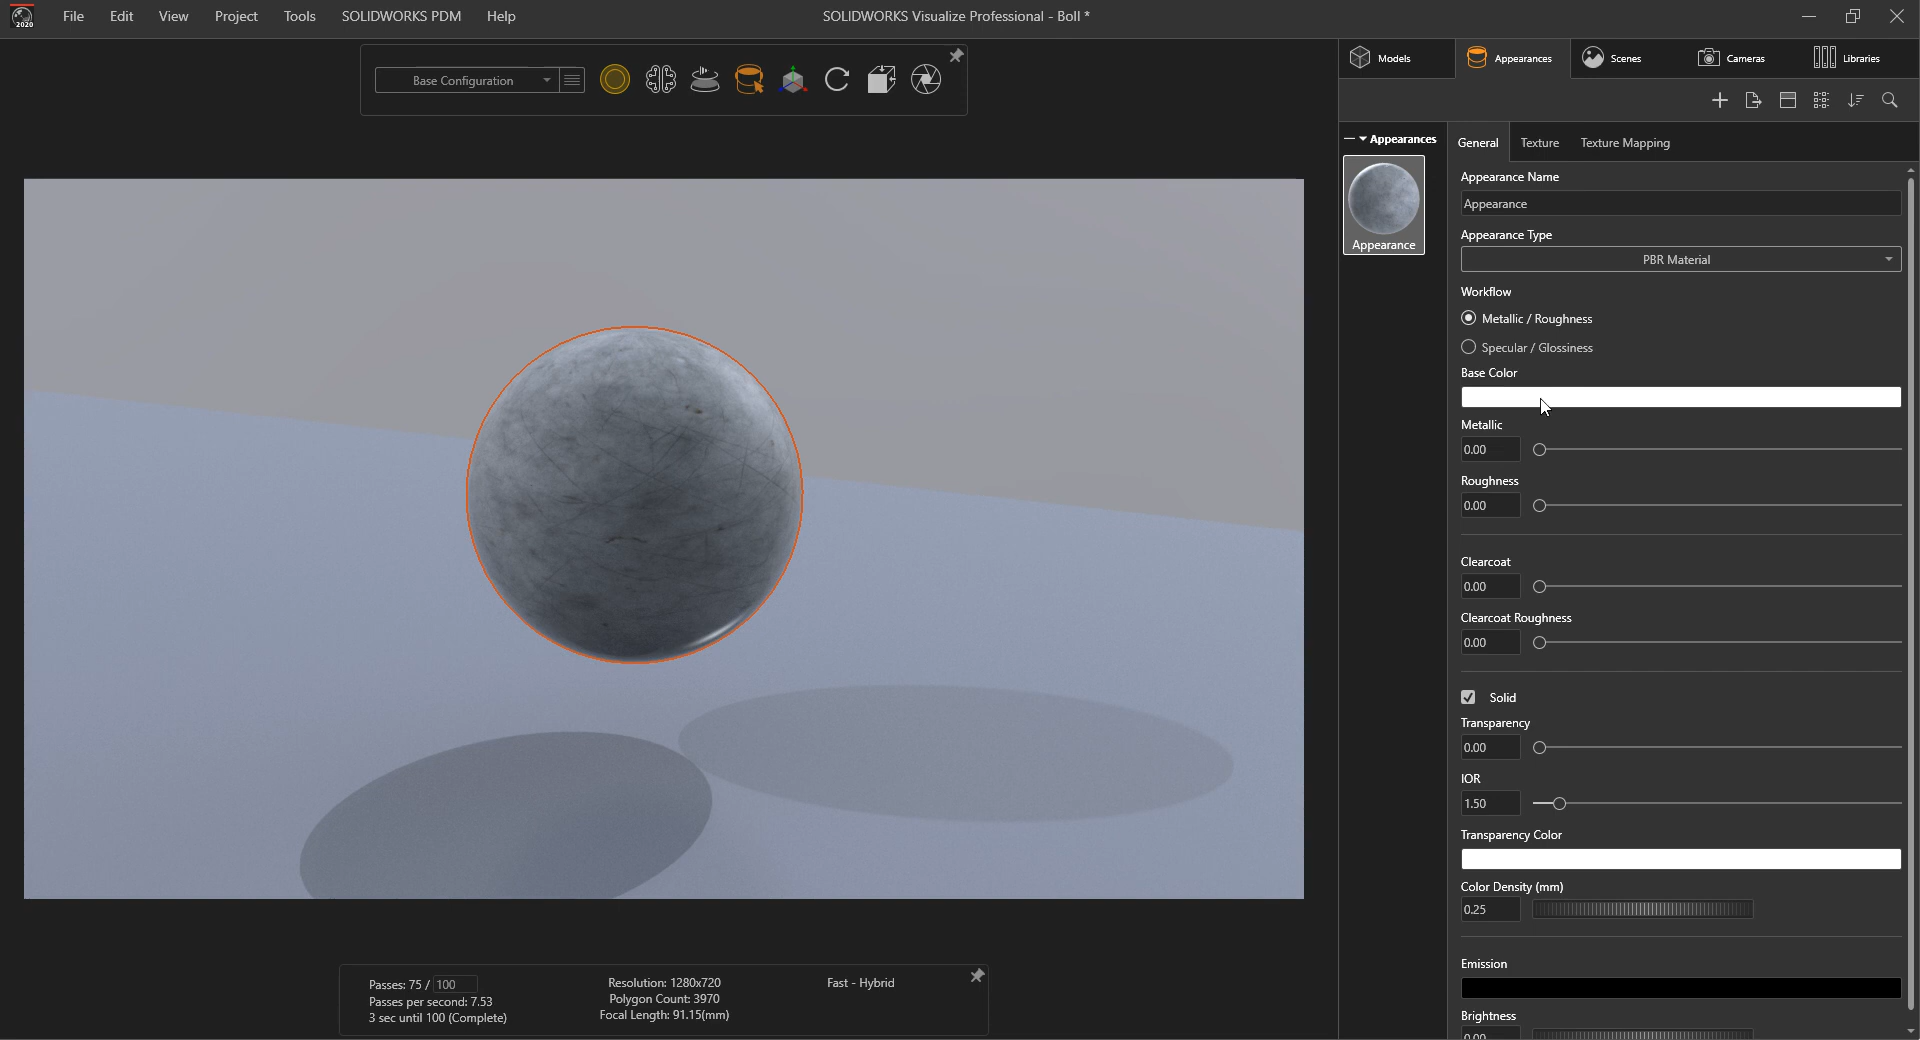 2020
File Edit View Project Tools SOLIDWORKS PDM Help
SOLIDWORKS Visualize Professional - Boll *
Base Configuration
Models
Appearances
Scenes
Cameras
Libraries
Appearances
Appearance
General Texture Texture Mapping
Appearance Name
Appearance
Appearance Type
PBR Material
Workflow
Metallic / Roughness
Specular / Glossiness
Base Color
Metallic
0.00
Roughness
0.00
Clearcoat
0.00
Clearcoat Roughness
0.00
Solid
Transparency
0.00
IOR
1.50
Transparency Color
Color Density (mm)
0.25
Emission
Brightness
0.00
Passes: 75 / 100
Passes per second: 7.53
3 sec until 100 (Complete)
Resolution: 1280x720
Polygon Count: 3970
Focal Length: 91.15(mm)
Fast - Hybrid